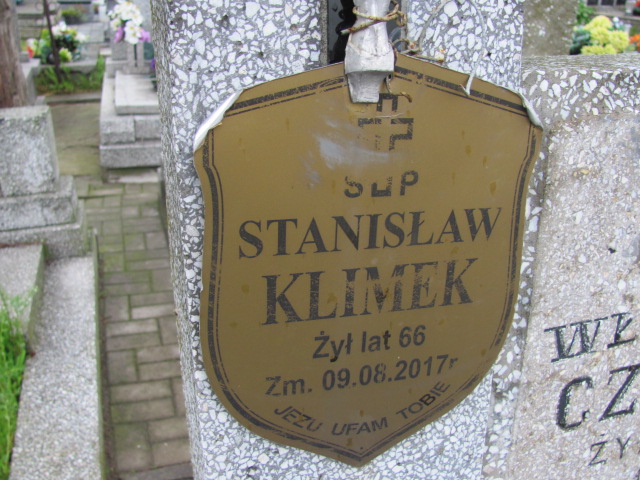 ŚP
STANISŁAW
KLIMEK
Żył lat 66
Zm. 09.08.2017r
JEZU UFAM TOBIE